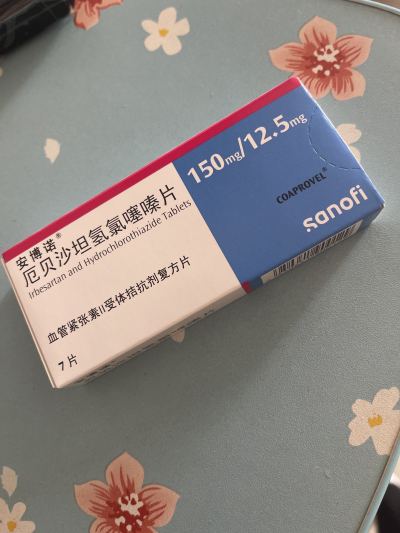 安博诺®
厄贝沙坦氢氯噻嗪片
Irbesartan and Hydrochlorothiazide Tablets
150mg/12.5mg
血管紧张素II受体拮抗剂复方片
7 片
COAPROVEL®
sanofi